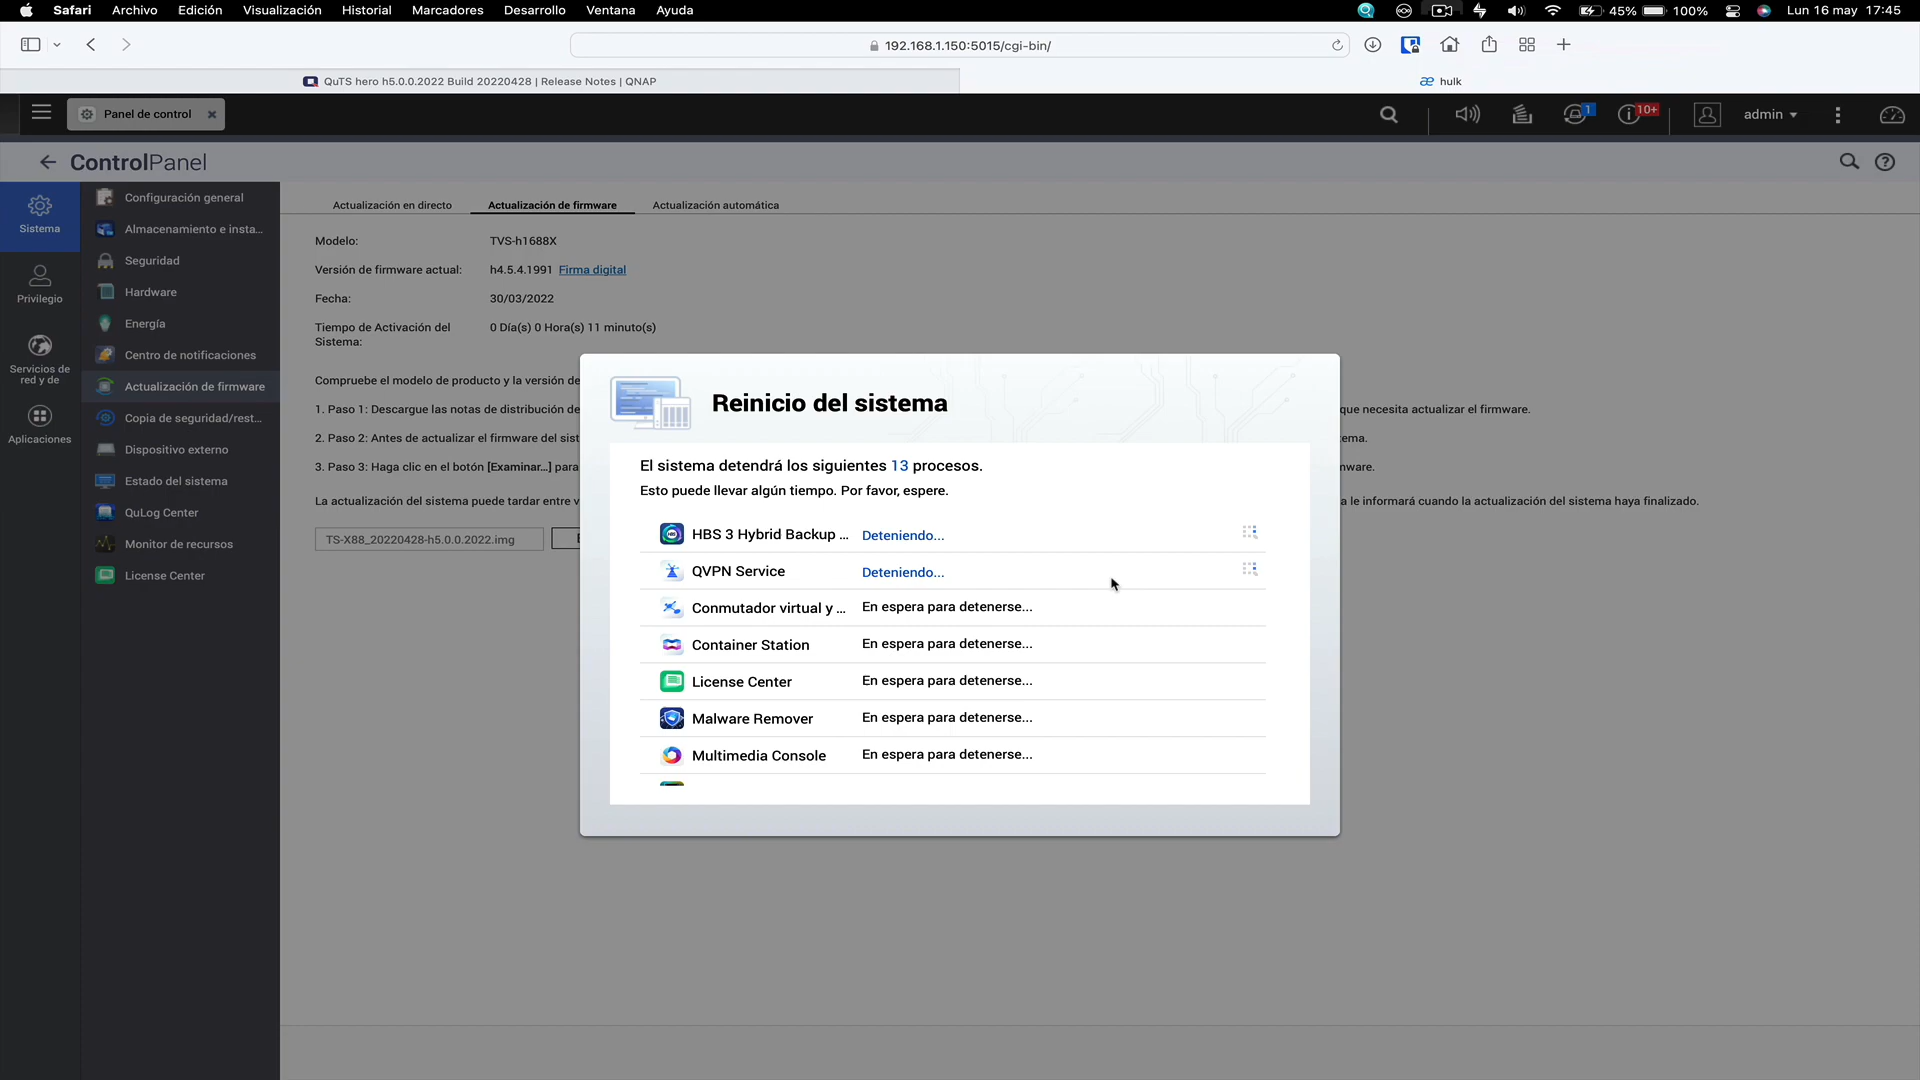 Safari Archivo Edición Visualización Historial Marcadores Desarrollo Ventana Ayuda 45% 100% Lun 16 may 17:45
192.168.1.150:5015/cgi-bin/
QuTS hero h5.0.0.2022 Build 20220428 | Release Notes | QNAP
hulk
Panel de control
1
10+
admin
ControlPanel
Sistema
Privilegio
Servicios de
red y de
Aplicaciones
Configuración general
Almacenamiento e insta...
Seguridad
Hardware
Energía
Centro de notificaciones
Actualización de firmware
Copia de seguridad/rest...
Dispositivo externo
Estado del sistema
QuLog Center
Monitor de recursos
License Center
Actualización en directo Actualización de firmware Actualización automática
Modelo: TVS-h1688X
Versión de firmware actual: h4.5.4.1991 Firma digital
Fecha: 30/03/2022
Tiempo de Activación del 0 Día(s) 0 Hora(s) 11 minuto(s)
Sistema:
Compruebe el modelo de producto y la versión de
1. Paso 1: Descargue las notas de distribución de que necesita actualizar el firmware.
2. Paso 2: Antes de actualizar el firmware del sist ema.
3. Paso 3: Haga clic en el botón [Examinar...] para mware.
La actualización del sistema puede tardar entre v a le informará cuando la actualización del sistema haya finalizado.
TS-X88_20220428-h5.0.0.2022.img
Reinicio del sistema
El sistema detendrá los siguientes 13 procesos.
Esto puede llevar algún tiempo. Por favor, espere.
HBS 3 Hybrid Backup ... Deteniendo...
QVPN Service Deteniendo...
Conmutador virtual y ... En espera para detenerse...
Container Station En espera para detenerse...
License Center En espera para detenerse...
Malware Remover En espera para detenerse...
Multimedia Console En espera para detenerse...